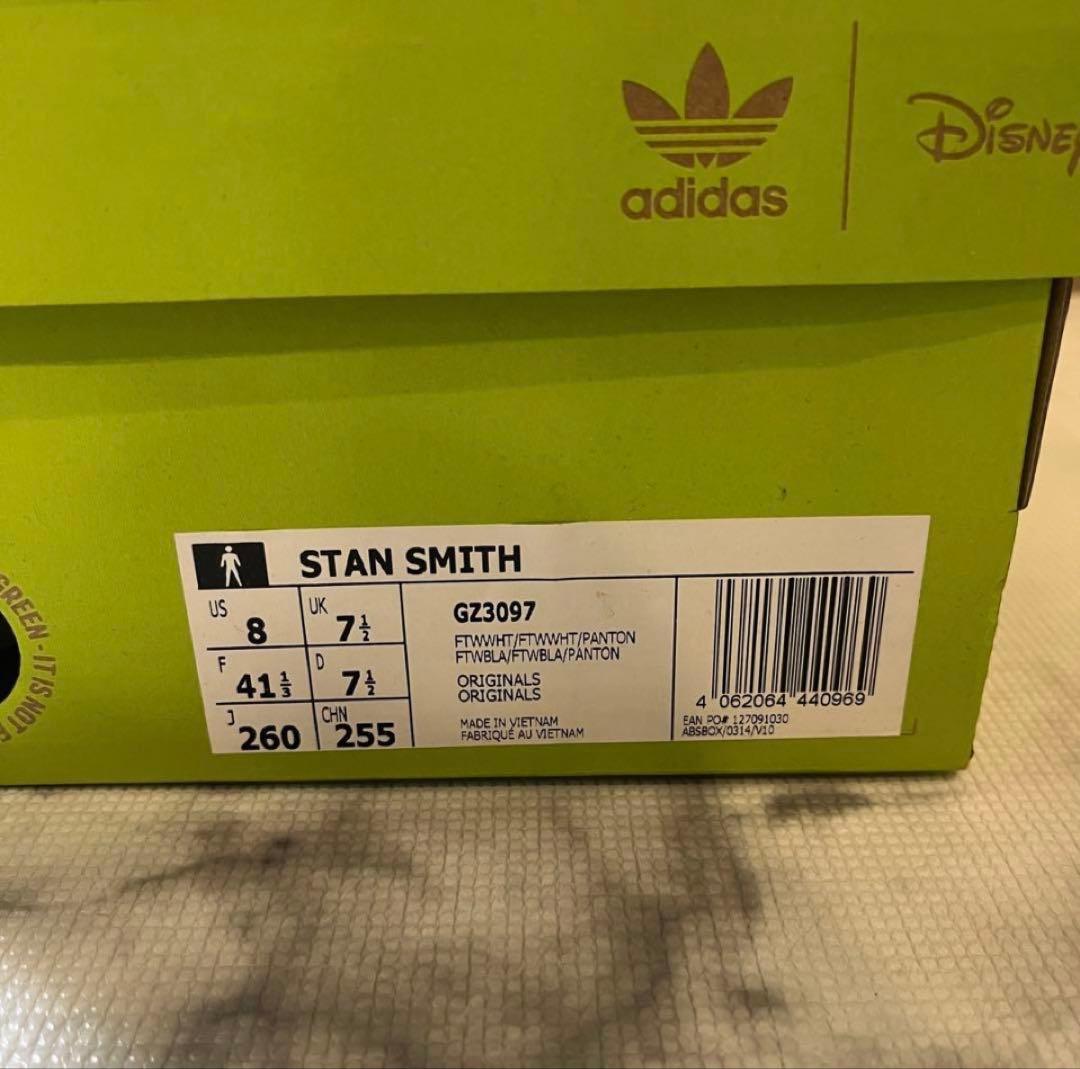 adidas
DISNEY
GREEN - IT IS NOT
STAN SMITH
US 8 UK 7½
F 41⅓ D 7½
J 260 CHN 255
GZ3097
FTWWHT/FTWWHT/PANTON
FTWBLA/FTWBLA/PANTON
ORIGINALS
ORIGINALS
MADE IN VIETNAM
FABRIQUÉ AU VIETNAM
4 062064 440969
EAN PO# 127091030
ABSBOX/0314/V10